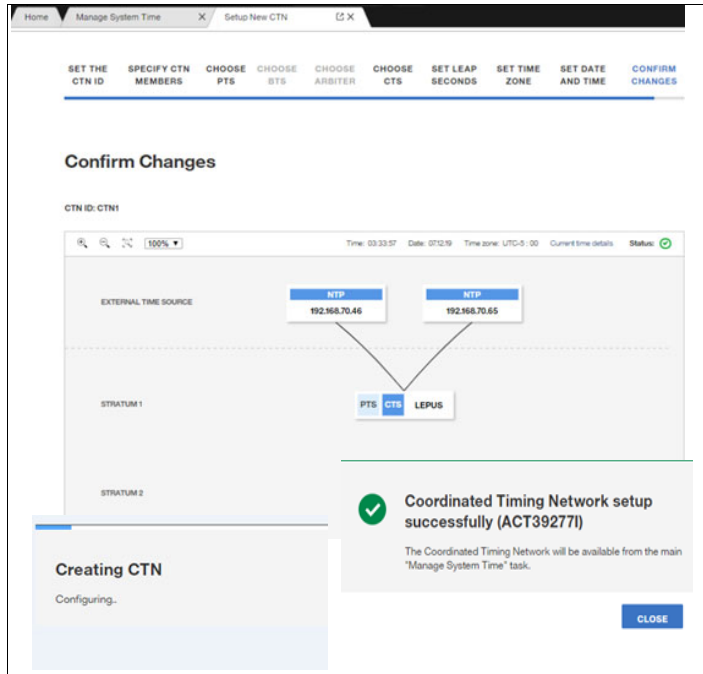 Home
Manage System Time X
Setup New CTN X
SET THE CTN ID
SPECIFY CTN MEMBERS
CHOOSE PTS
CHOOSE BTS
CHOOSE ARBITER
CHOOSE CTS
SET LEAP SECONDS
SET TIME ZONE
SET DATE AND TIME
CONFIRM CHANGES
Confirm Changes
CTN ID: CTN1
100% ▼
Time: 03:33:57 Date: 07.12.19 Time zone: UTC-5 : 00 Current time details Status:
EXTERNAL TIME SOURCE
NTP
192.168.70.46
NTP
192.168.70.65
STRATUM 1
PTS CTS LEPUS
STRATUM 2
Coordinated Timing Network setup
successfully (ACT39277I)
The Coordinated Timing Network will be available from the main
"Manage System Time" task.
Creating CTN
Configuring..
CLOSE